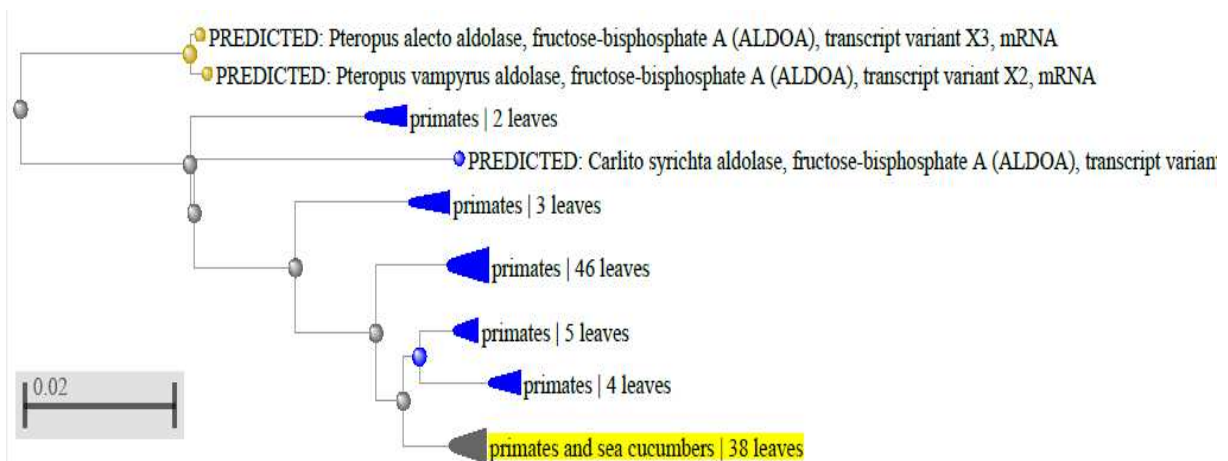 PREDICTED: Pteropus alecto aldolase, fructose-bisphosphate A (ALDOA), transcript variant X3, mRNA
PREDICTED: Pteropus vampyrus aldolase, fructose-bisphosphate A (ALDOA), transcript variant X2, mRNA
primates | 2 leaves
PREDICTED: Carlito syrichta aldolase, fructose-bisphosphate A (ALDOA), transcript variant
primates | 3 leaves
primates | 46 leaves
primates | 5 leaves
primates | 4 leaves
0.02
primates and sea cucumbers | 38 leaves